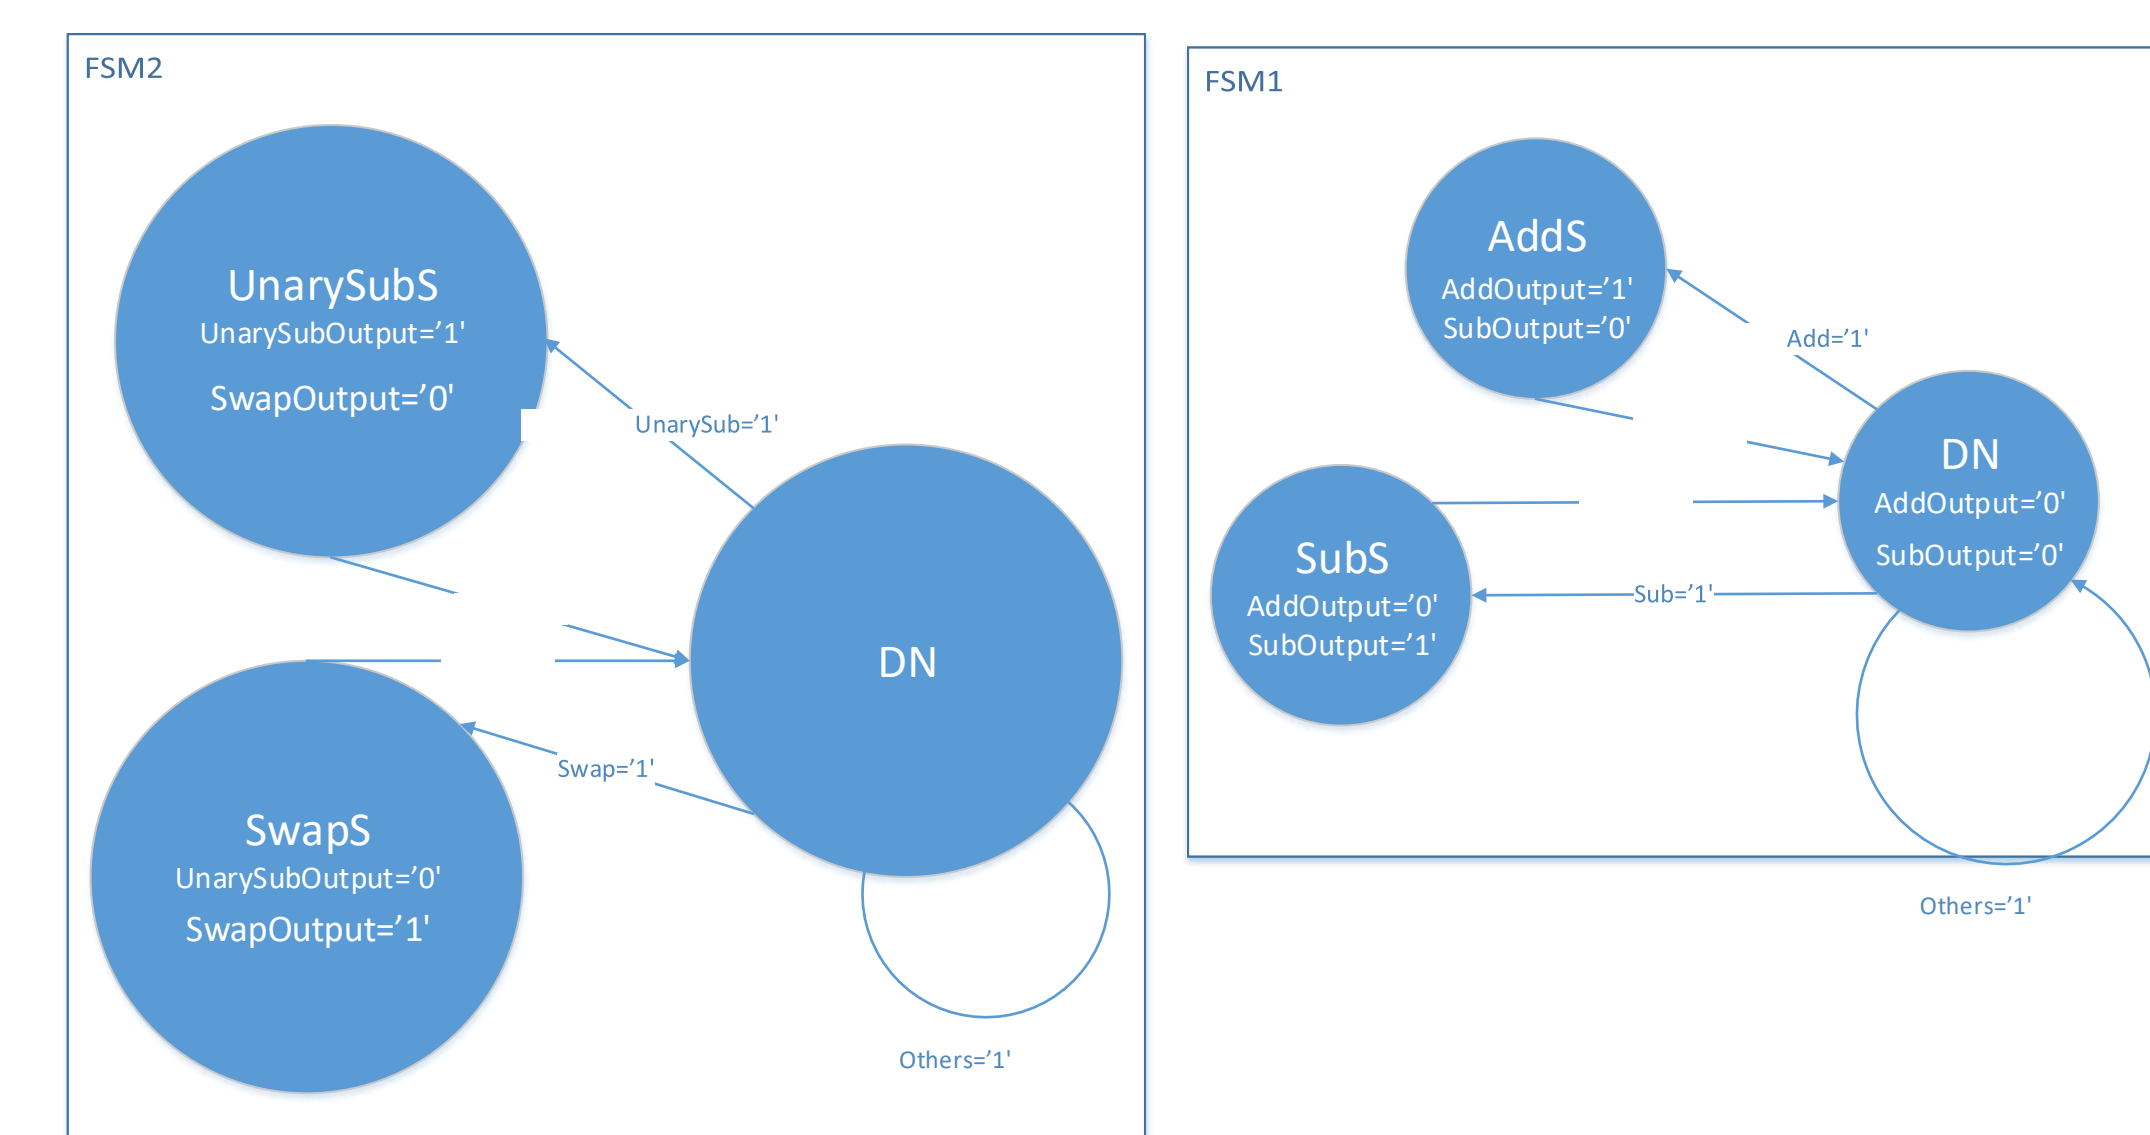 FSM2
UnarySubS
UnarySubOutput=’1'
SwapOutput=’0'
UnarySub=’1'
DN
Swap=’1'
SwapS
UnarySubOutput=’0'
SwapOutput=’1'
Others=’1'
FSM1
AddS
AddOutput=’1'
SubOutput=’0'
Add=’1'
DN
AddOutput=’0'
SubOutput=’0'
SubS
AddOutput=’0'
SubOutput=’1'
Sub=’1'
Others=’1'